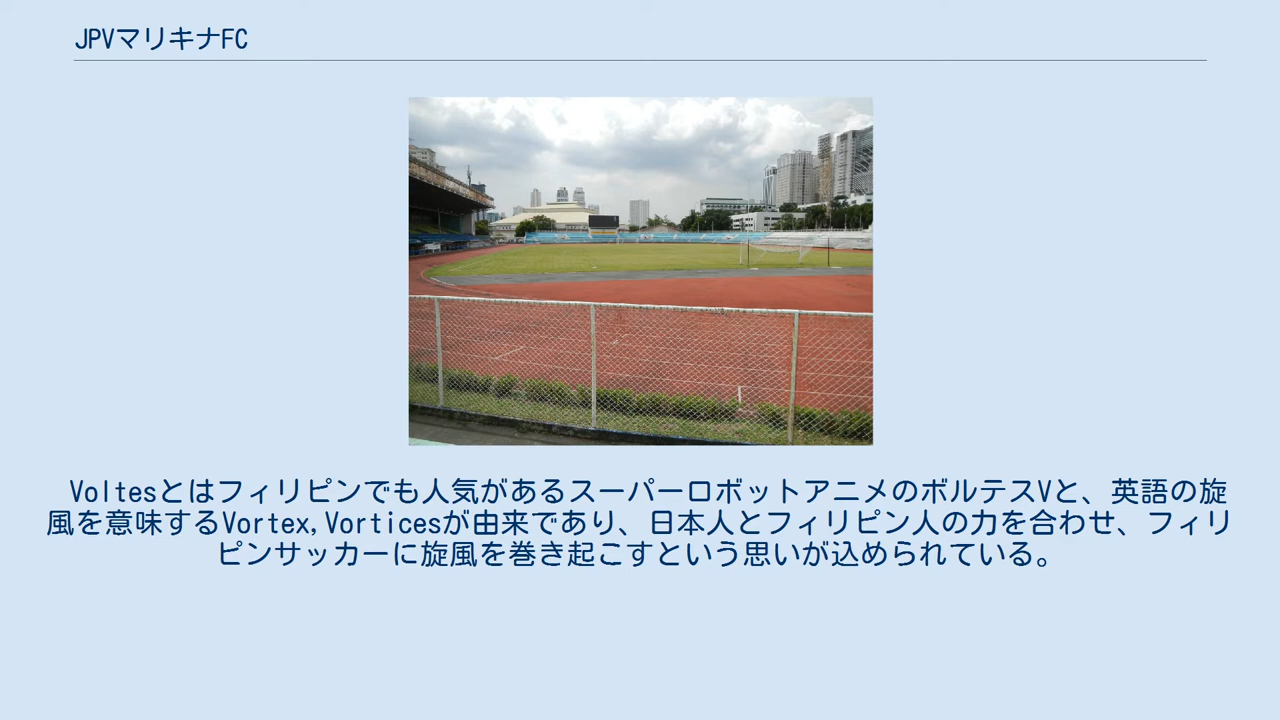 JPVマリキナFC
Voltesとはフィリピンでも人気があるスーパーロボットアニメのボルテスVと、英語の旋
風を意味するVortex,Vorticesが由来であり、日本人とフィリピン人の力を合わせ、フィリ
ピンサッカーに旋風を巻き起こすという思いが込められている。